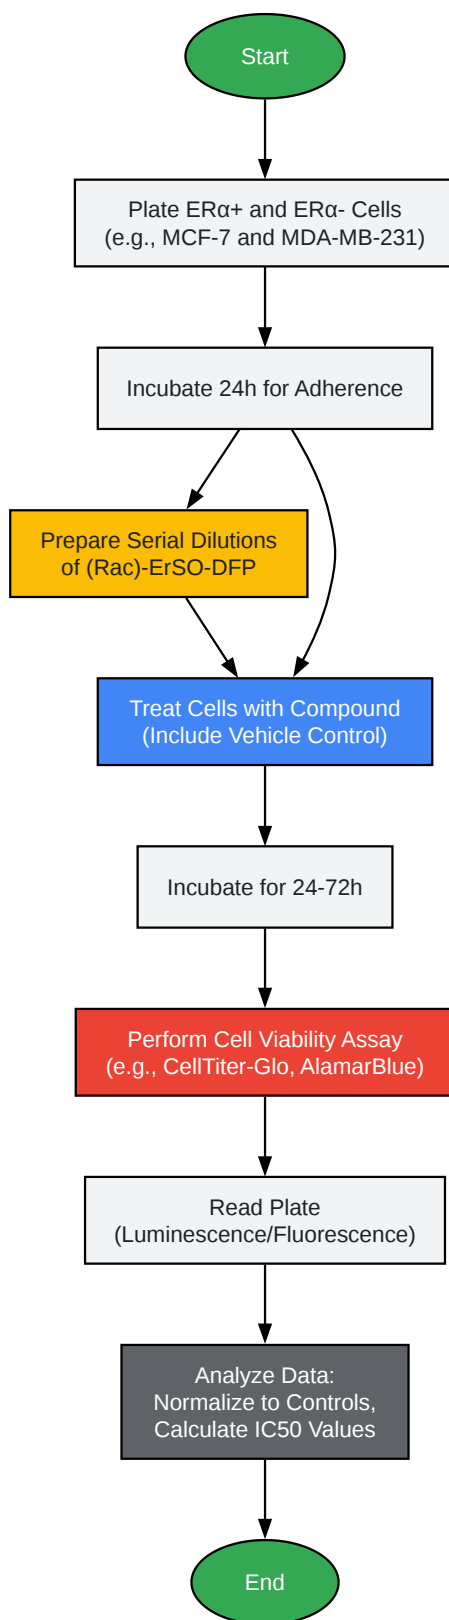 Start
Plate ERα+ and ERα- Cells
(e.g., MCF-7 and MDA-MB-231)
Incubate 24h for Adherence
Prepare Serial Dilutions
of (Rac)-ErSO-DFP
Treat Cells with Compound
(Include Vehicle Control)
Incubate for 24-72h
Perform Cell Viability Assay
(e.g., CellTiter-Glo, AlamarBlue)
Read Plate
(Luminescence/Fluorescence)
Analyze Data:
Normalize to Controls,
Calculate IC50 Values
End